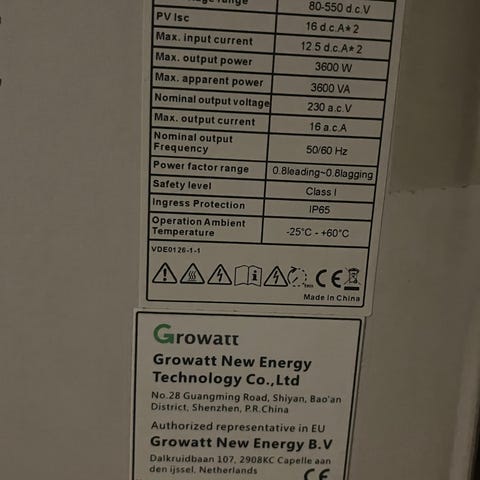 range 80-550 d.c.V
PV Isc 16 d.c.A*2
Max. input current 12.5 d.c.A*2
Max. output power 3600 W
Max. apparent power 3600 VA
Nominal output voltage 230 a.c.V
Max. output current 16 a.c.A
Nominal output
Frequency 50/60 Hz
Power factor range 0.8leading~0.8lagging
Safety level Class I
Ingress Protection IP65
Operation Ambient
Temperature -25°C - +60°C
VDE0126-1-1
CE
Made in China
Growatt
Growatt New Energy
Technology Co.,Ltd
No.28 Guangming Road, Shiyan, Bao'an
District, Shenzhen, P.R.China
Authorized representative in EU
Growatt New Energy B.V
Dalkruidbaan 107, 2908KC Capelle aan
den ijssel, Netherlands
CE